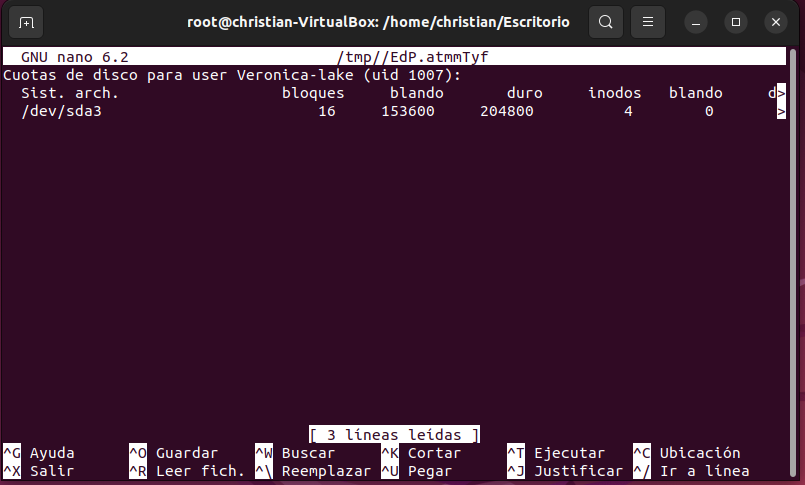 root@christian-VirtualBox: /home/christian/Escritorio
GNU nano 6.2 /tmp//EdP.atmmTyf
Cuotas de disco para user Veronica-lake (uid 1007):
Sist. arch. bloques blando duro inodos blando d>
/dev/sda3 16 153600 204800 4 0 >
[ 3 líneas leídas ]
^G Ayuda ^O Guardar ^W Buscar ^K Cortar ^T Ejecutar ^C Ubicación
^X Salir ^R Leer fich. ^\ Reemplazar ^U Pegar ^J Justificar ^/ Ir a línea